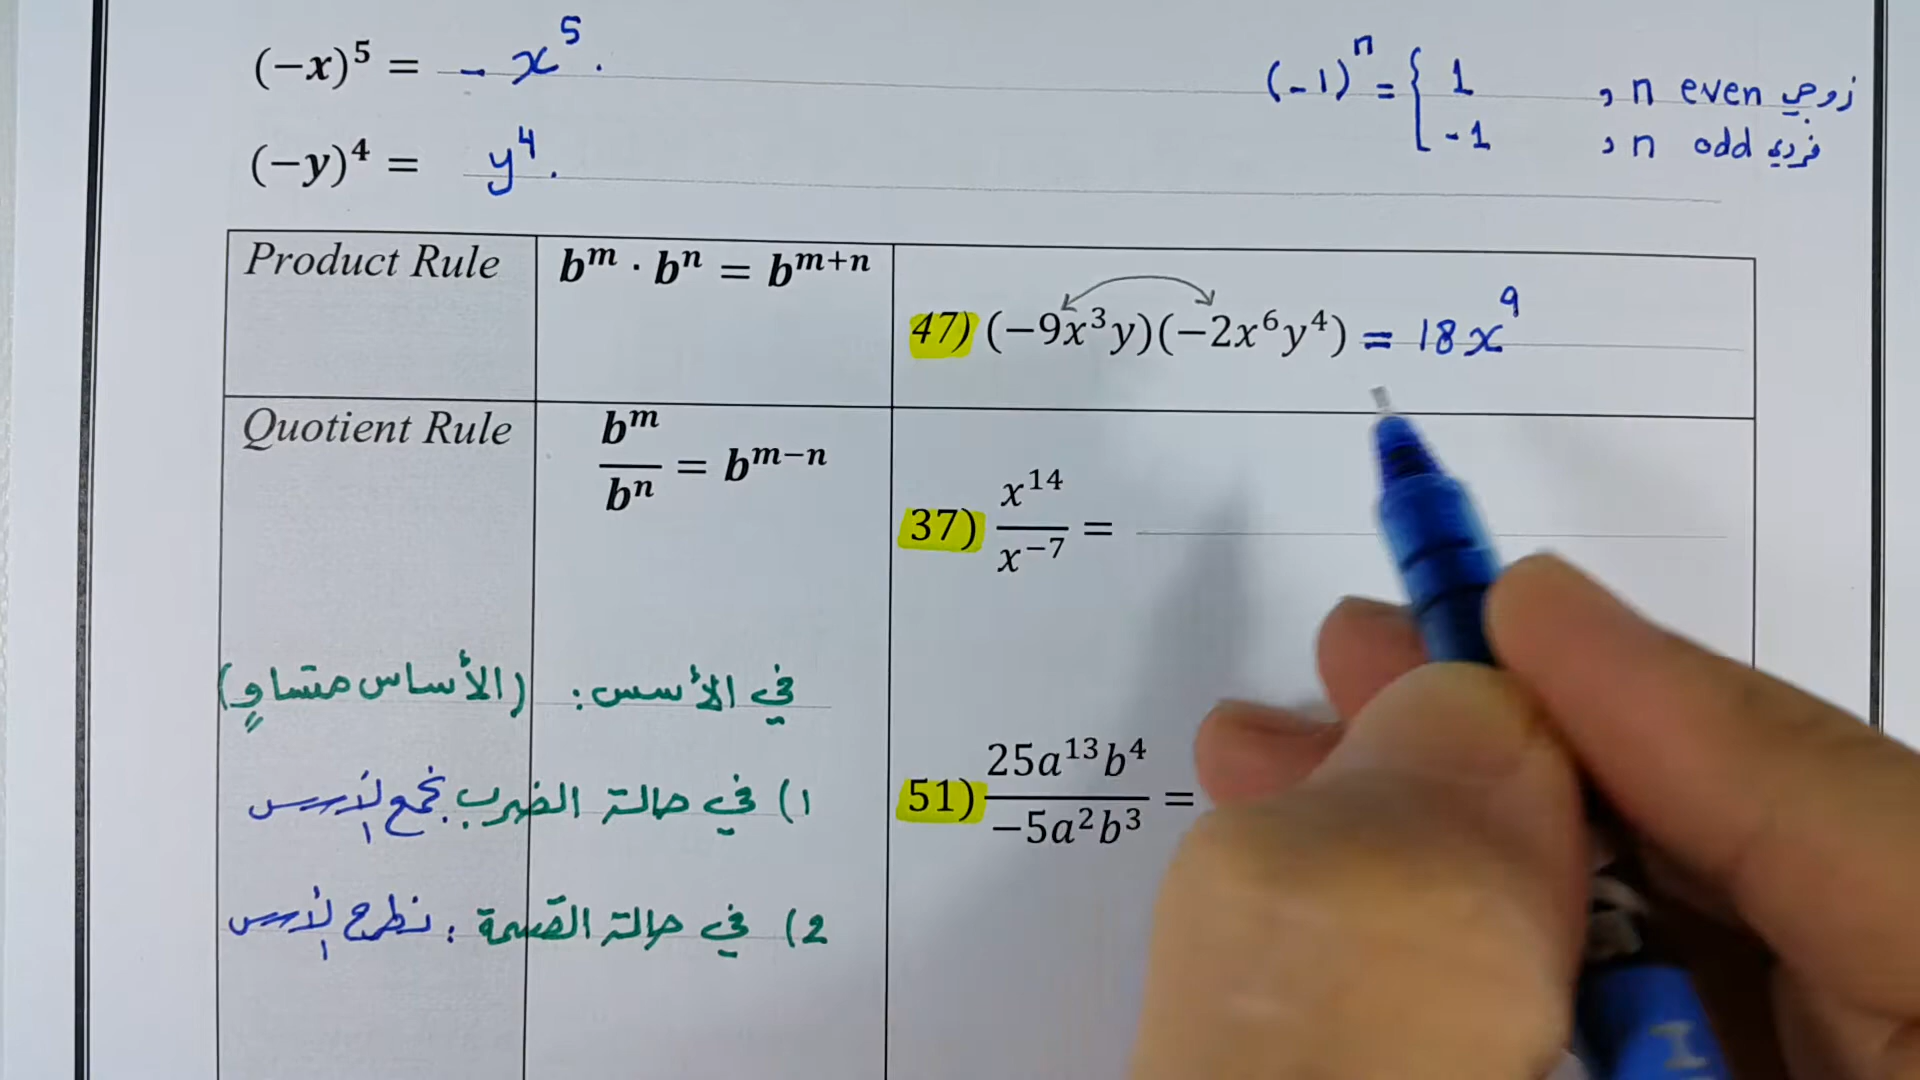 (−x)⁵ = - x⁵.
(-1)ⁿ = { 1 , n even زوجي
-1 , n odd فردي
(−y)⁴ = y⁴.
Product Rule
bᵐ · bⁿ = bᵐ⁺ⁿ
47) (−9x³y)(−2x⁶y⁴) = 18x⁹
Quotient Rule
bᵐ/bⁿ = bᵐ⁻ⁿ
37) x¹⁴/x⁻⁷ =
في الأسس: (الأساس متساوٍ)
1) في حالة الضرب: نجمع الأسس
2) في حالة القسمة: نطرح الأسس
51) 25a¹³b⁴/−5a²b³ =